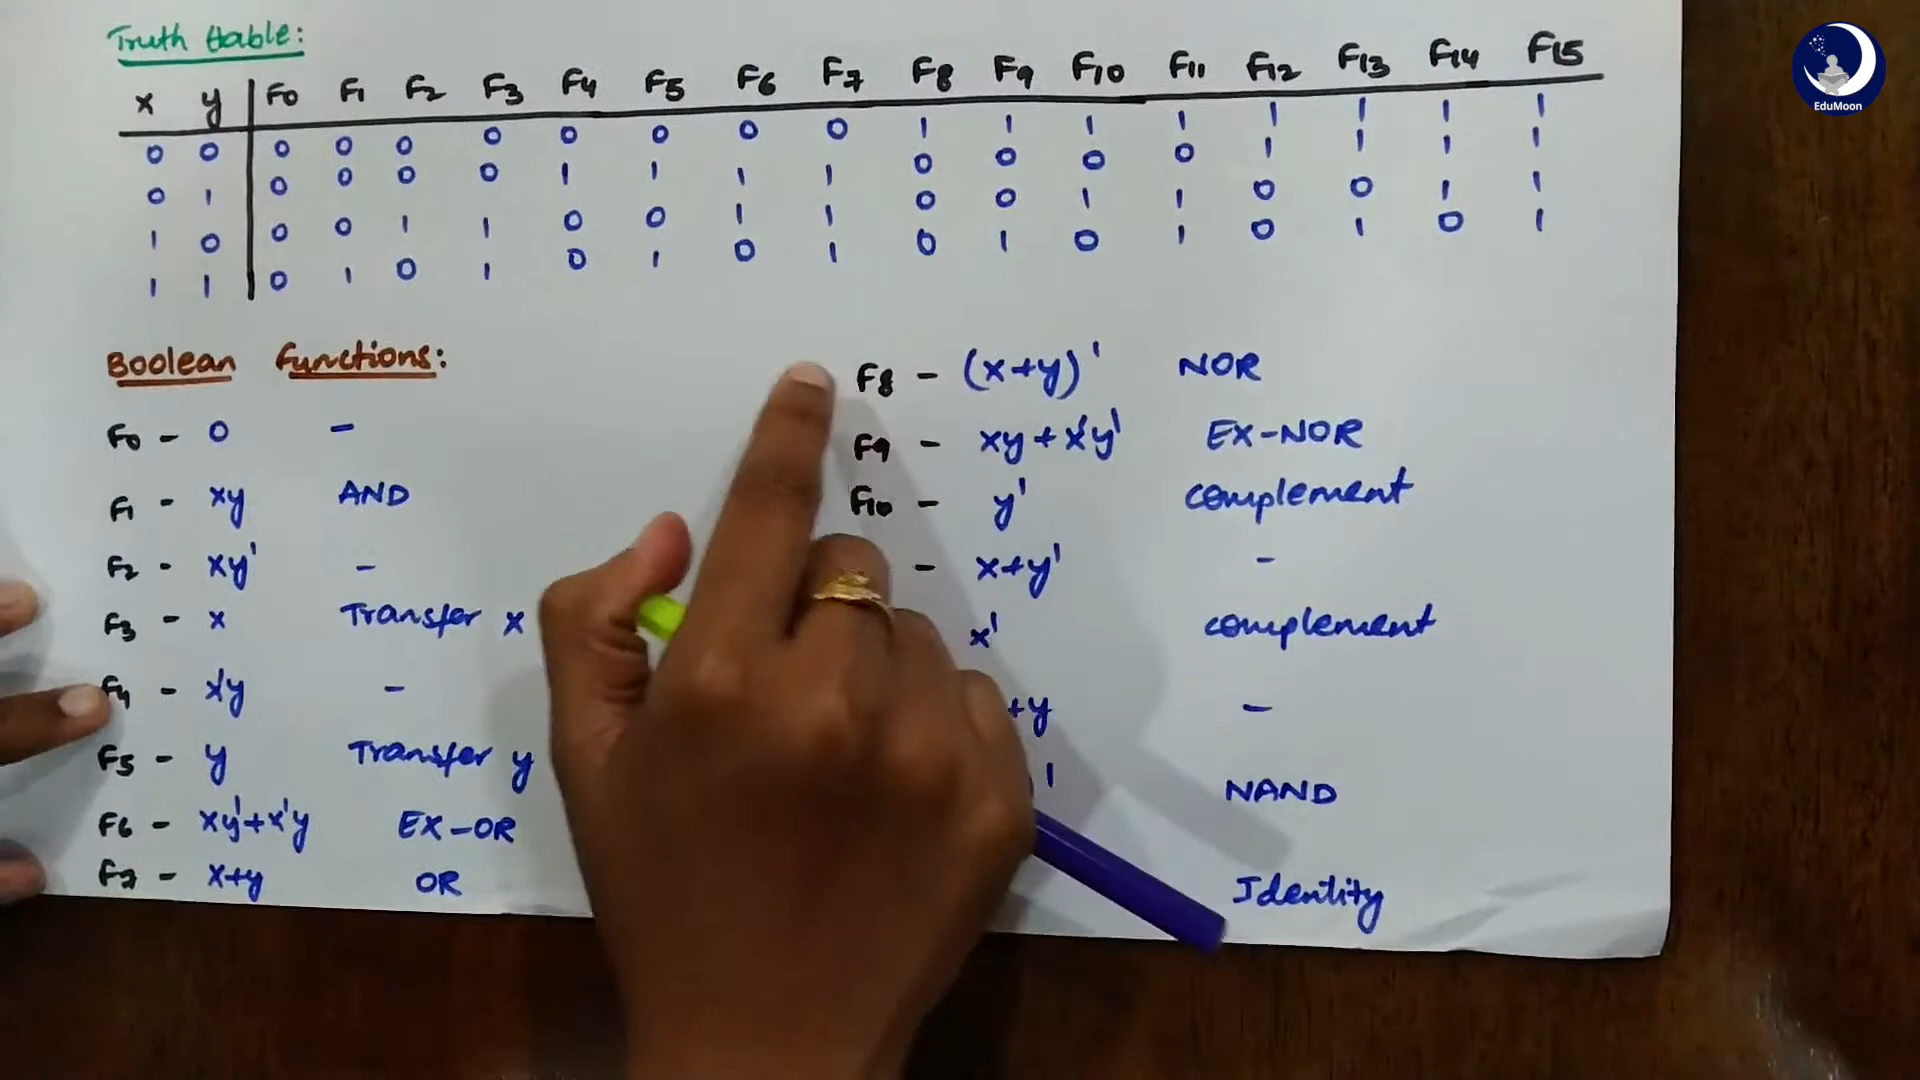 Truth table:
x y F0 F1 F2 F3 F4 F5 F6 F7 F8 F9 F10 F11 F12 F13 F14 F15
0 0 0 0 0 0 0 0 0 0 1 1 1 1 1 1 1 1
0 1 0 0 0 0 1 1 1 1 0 0 0 0 1 1 1 1
1 0 0 0 1 1 0 0 1 1 0 0 1 1 0 0 1 1
1 1 0 1 0 1 0 1 0 1 0 1 0 1 0 1 0 1
Boolean Functions:
F0 - 0 -
F1 - xy AND
F2 - xy' -
F3 - x Transfer x
F4 - x'y -
F5 - y Transfer y
F6 - xy'+x'y EX-OR
F7 - x+y OR
F8 - (x+y)' NOR
F9 - xy+x'y' EX-NOR
F10 - y' complement
- x+y' -
x' complement
+y -
' NAND
Identity
EduMoon